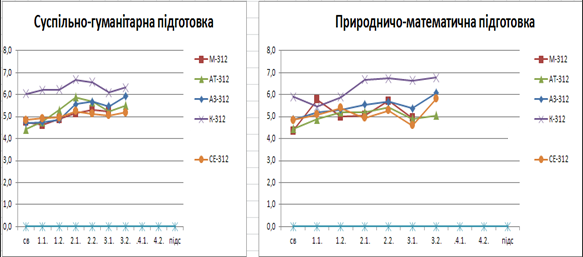 Суспільно-гуманітарна підготовка
8,0
7,0
6,0
5,0
4,0
3,0
2,0
1,0
0,0
св 1.1. 1.2. 2.1. 2.2. 3.1. 3.2. 4.1. 4.2. підс
М-312
АТ-312
АЗ-312
К-312
СЕ-312
Природничо-математична підготовка
8,0
7,0
6,0
5,0
4,0
3,0
2,0
1,0
0,0
св 1.1. 1.2. 2.1. 2.2. 3.1. 3.2. 4.1. 4.2. підс
М-312
АТ-312
АЗ-312
К-312
СЕ-312